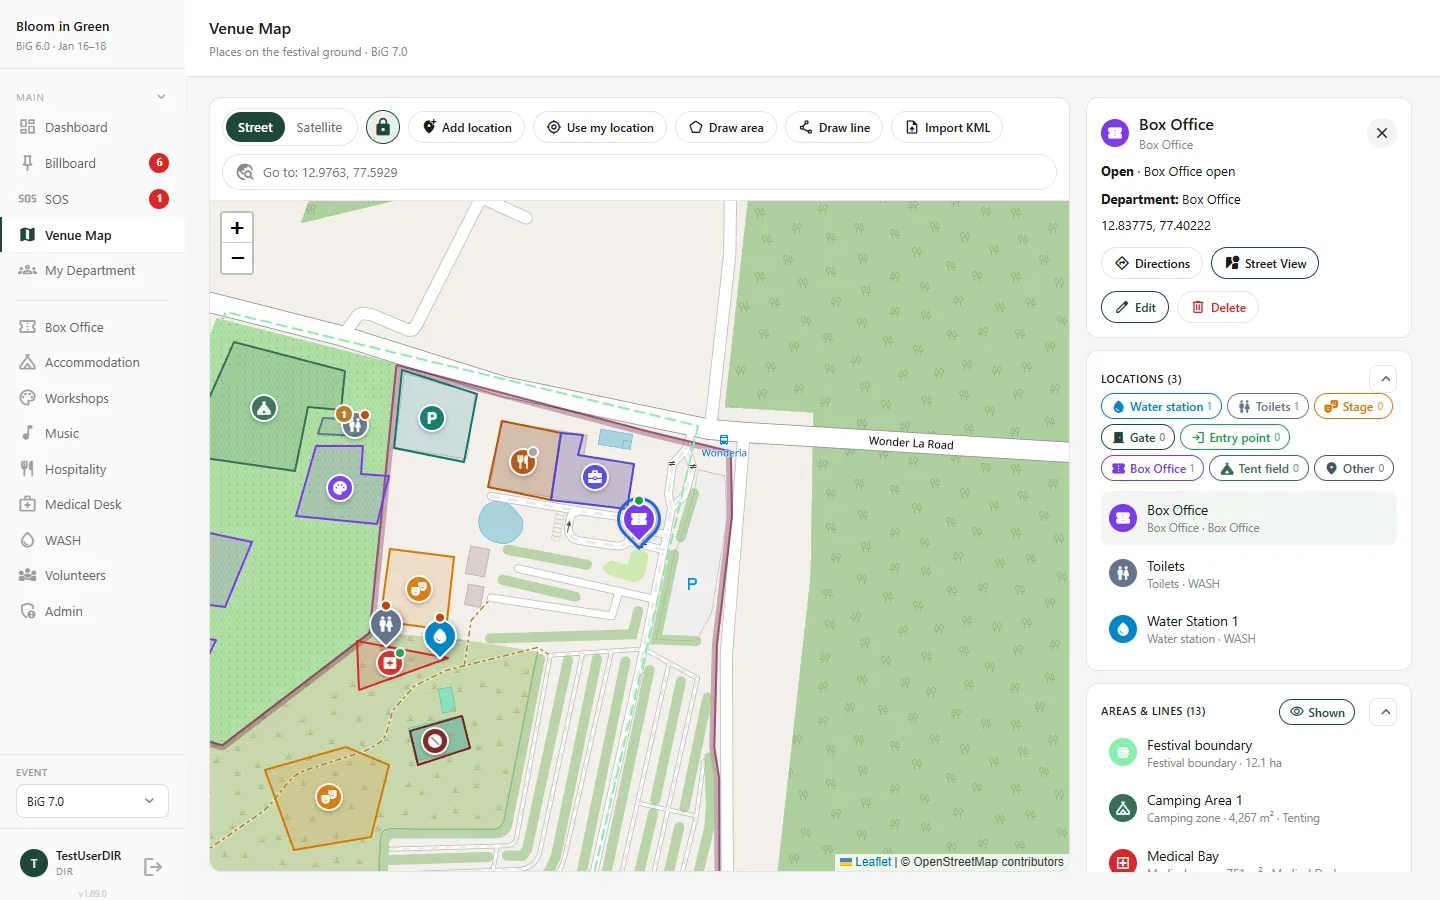 Bloom in Green
BiG 6.0 · Jan 16–18
MAIN
Dashboard
Billboard 6
SOS SOS 1
Venue Map
My Department
Box Office
Accommodation
Workshops
Music
Hospitality
Medical Desk
WASH
Volunteers
Admin
EVENT
BiG 7.0
T TestUserDIR
DIR
v1.69.0
Venue Map
Places on the festival ground · BiG 7.0
Street Satellite Add location Use my location Draw area Draw line Import KML
Go to: 12.9763, 77.5929
+
−
1
P
Wonderla
Wonder La Road
P
Leaflet | © OpenStreetMap contributors
Box Office
Box Office
Open · Box Office open
Department: Box Office
12.83775, 77.40222
Directions Street View
Edit Delete
LOCATIONS (3)
Water station 1 Toilets 1 Stage 0
Gate 0 Entry point 0
Box Office 1 Tent field 0 Other 0
Box Office
Box Office · Box Office
Toilets
Toilets · WASH
Water Station 1
Water station · WASH
AREAS & LINES (13) Shown
Festival boundary
Festival boundary · 12.1 ha
Camping Area 1
Camping zone · 4,267 m² · Tenting
Medical Bay